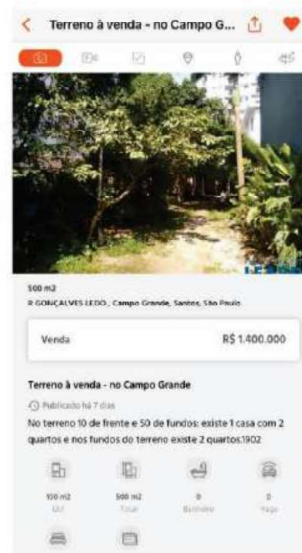 Terreno à venda - no Campo G...
LEADS
500 m2
R GONÇALVES LEDO , Campo Grande, Santos, São Paulo
Venda R$ 1.400.000
Terreno à venda - no Campo Grande
Publicado há 7 dias
No terreno 10 de frente e 50 de fundos: existe 1 casa com 2
quartos e nos fundos do terreno existe 2 quartos.1902
100 m2 500 m2 0 0
Útil Total Banheiro Vaga